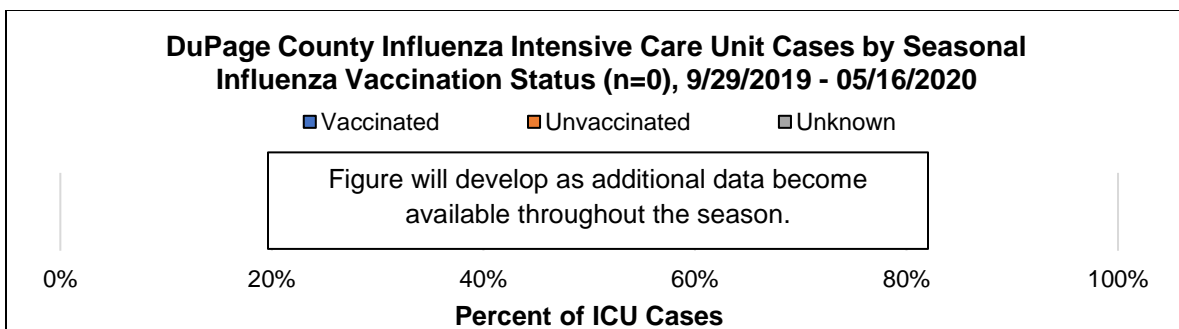 DuPage County Influenza Intensive Care Unit Cases by Seasonal
Influenza Vaccination Status (n=0), 9/29/2019 - 05/16/2020
Vaccinated Unvaccinated Unknown
Figure will develop as additional data become
available throughout the season.
0% 20% 40% 60% 80% 100%
Percent of ICU Cases